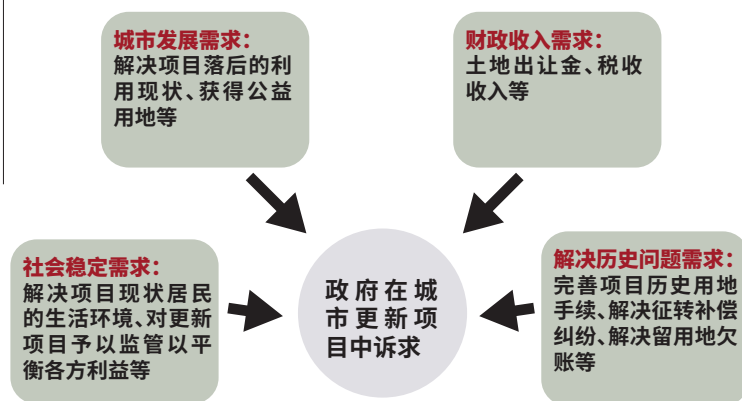 城市发展需求：
解决项目落后的利
用现状、获得公益
用地等
财政收入需求：
土地出让金、税收
收入等
社会稳定需求：
解决项目现状居民
的生活环境、对更新
项目予以监管以平
衡各方利益等
政府在城
市更新项
目中诉求
解决历史问题需求：
完善项目历史用地
手续、解决征转补偿
纠纷、解决留用地欠
账等